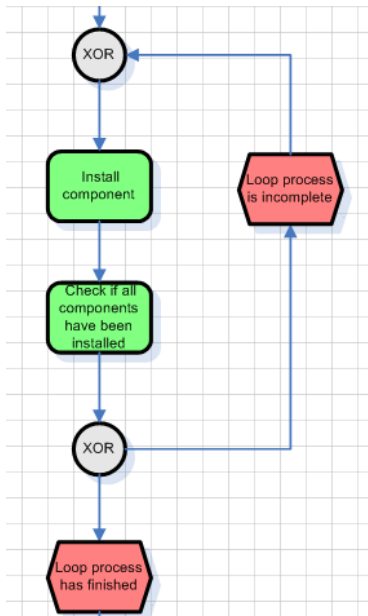 XOR
Install
component
Loop process
is incomplete
Check if all
components
have been
installed
XOR
Loop process
has finished